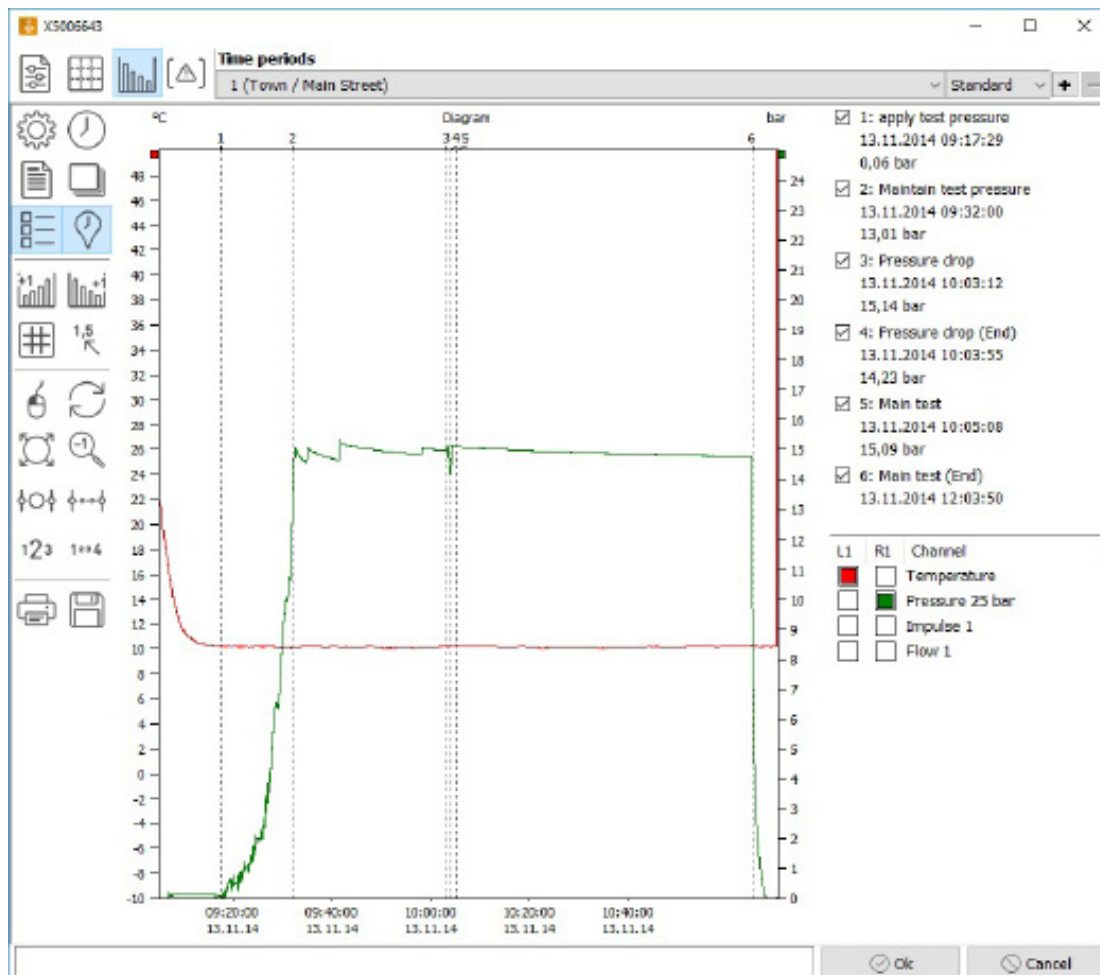 X5006643
Time periods
1 (Town / Main Street)
Standard
°C
Diagram
bar
1 2 3 4 5 6
48
46
44
42
40
38
36
34
32
30
28
26
24
22
20
18
16
14
12
10
8
6
4
2
0
-2
-4
-6
-8
-10
24
23
22
21
20
19
18
17
16
15
14
13
12
11
10
9
8
7
6
5
4
3
2
1
0
09:20:00 09:40:00 10:00:00 10:20:00 10:40:00
13.11.14 13.11.14 13.11.14 13.11.14 13.11.14
1: apply test pressure
13.11.2014 09:17:29
0,06 bar
2: Maintain test pressure
13.11.2014 09:32:00
13,01 bar
3: Pressure drop
13.11.2014 10:03:12
15,14 bar
4: Pressure drop (End)
13.11.2014 10:03:55
14,23 bar
5: Main test
13.11.2014 10:05:08
15,09 bar
6: Main test (End)
13.11.2014 12:03:50
L1 R1 Channel
Temperature
Pressure 25 bar
Impulse 1
Flow 1
+1 +1
1,5
-1
123 1↔4
Ok
Cancel